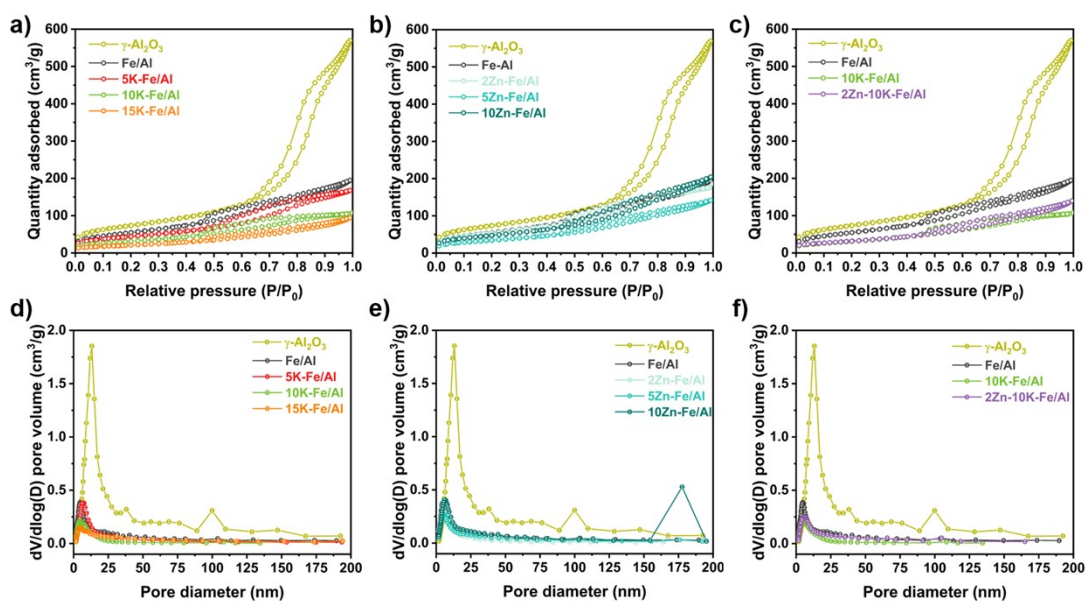 a)
γ-Al₂O₃
Fe/Al
5K-Fe/Al
10K-Fe/Al
15K-Fe/Al
Quantity adsorbed (cm³/g)
600
500
400
300
200
100
0
0.0 0.1 0.2 0.3 0.4 0.5 0.6 0.7 0.8 0.9 1.0
Relative pressure (P/P₀)
b)
γ-Al₂O₃
Fe-Al
2Zn-Fe/Al
5Zn-Fe/Al
10Zn-Fe/Al
Quantity adsorbed (cm³/g)
600
500
400
300
200
100
0
0.0 0.1 0.2 0.3 0.4 0.5 0.6 0.7 0.8 0.9 1.0
Relative pressure (P/P₀)
c)
γ-Al₂O₃
Fe/Al
10K-Fe/Al
2Zn-10K-Fe/Al
Quantity adsorbed (cm³/g)
600
500
400
300
200
100
0
0.0 0.1 0.2 0.3 0.4 0.5 0.6 0.7 0.8 0.9 1.0
Relative pressure (P/P₀)
d)
γ-Al₂O₃
Fe/Al
5K-Fe/Al
10K-Fe/Al
15K-Fe/Al
dV/dlog(D) pore volume (cm³/g)
2.0
1.5
1.0
0.5
0.0
0 25 50 75 100 125 150 175 200
Pore diameter (nm)
e)
γ-Al₂O₃
Fe/Al
2Zn-Fe/Al
5Zn-Fe/Al
10Zn-Fe/Al
dV/dlog(D) pore volume (cm³/g)
2.0
1.5
1.0
0.5
0.0
0 25 50 75 100 125 150 175 200
Pore diameter (nm)
f)
γ-Al₂O₃
Fe/Al
10K-Fe/Al
2Zn-10K-Fe/Al
dV/ddlog(D) pore volume (cm³/g)
2.0
1.5
1.0
0.5
0.0
0 25 50 75 100 125 150 175 200
Pore diameter (nm)